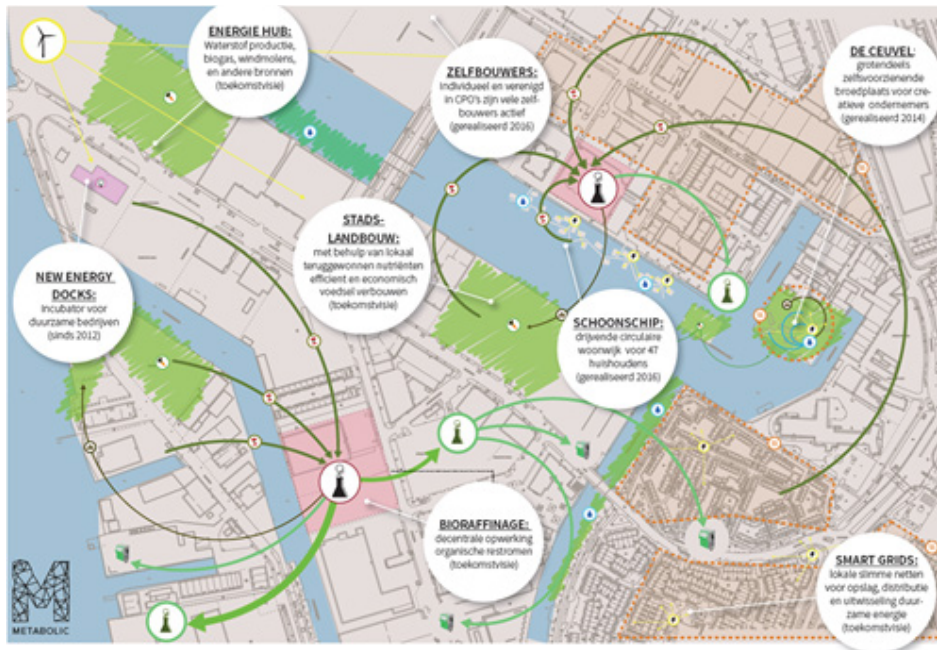 ENERGIE HUB:
Waterstof productie,
biogas, windmolens,
en andere bronnen
(toekomstvisie)
ZELFBOUWERS:
Individueel en verenigd
in CPO's zijn vele zelf-
bouwers actief
(gerealiseerd 2016)
DE CEUVEL:
grotendeels
zelfsvoorzienende
broedplaats voor cre-
atieve ondernemers
(gerealiseerd 2014)
STADS-
LANDBOUW:
met behulp van lokaal
teruggewonnen nutriënten
efficient en economisch
voedsel verbouwen
(toekomstvisie)
NEW ENERGY
DOCKS:
Incubator voor
duurzame bedrijven
(sinds 2012)
SCHOONSCHIP:
drijvende circulaire
woonwijk voor 47
huishoudens
(gerealiseerd 2016)
BIORAFFINAGE:
decentrale opwerking
organische restromen
(toekomstvisie)
SMART GRIDS:
lokale slimme netten
voor opslag, distributie
en uitwisseling duur-
zame energie
(toekomstvisie)
M
METABOLIC